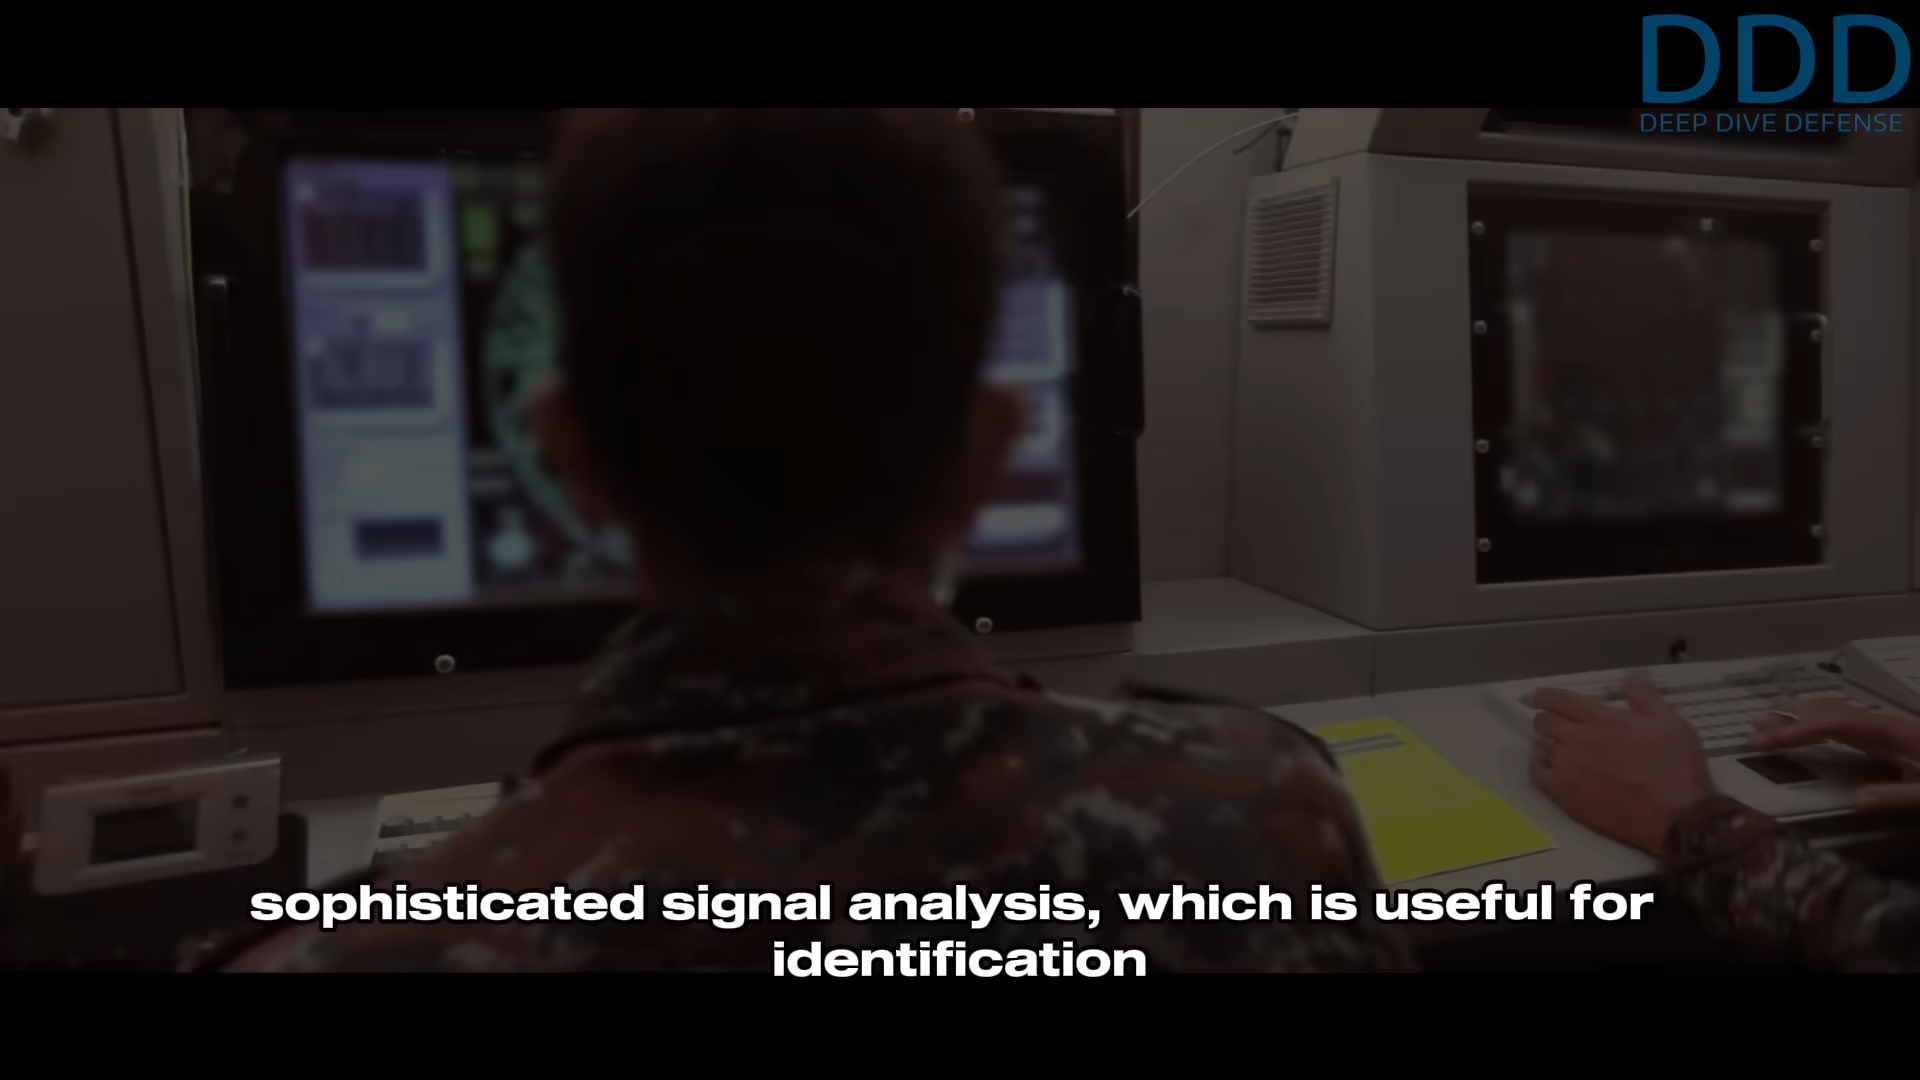 DDD
DEEP DIVE DEFENSE
sophisticated signal analysis, which is useful for
identification